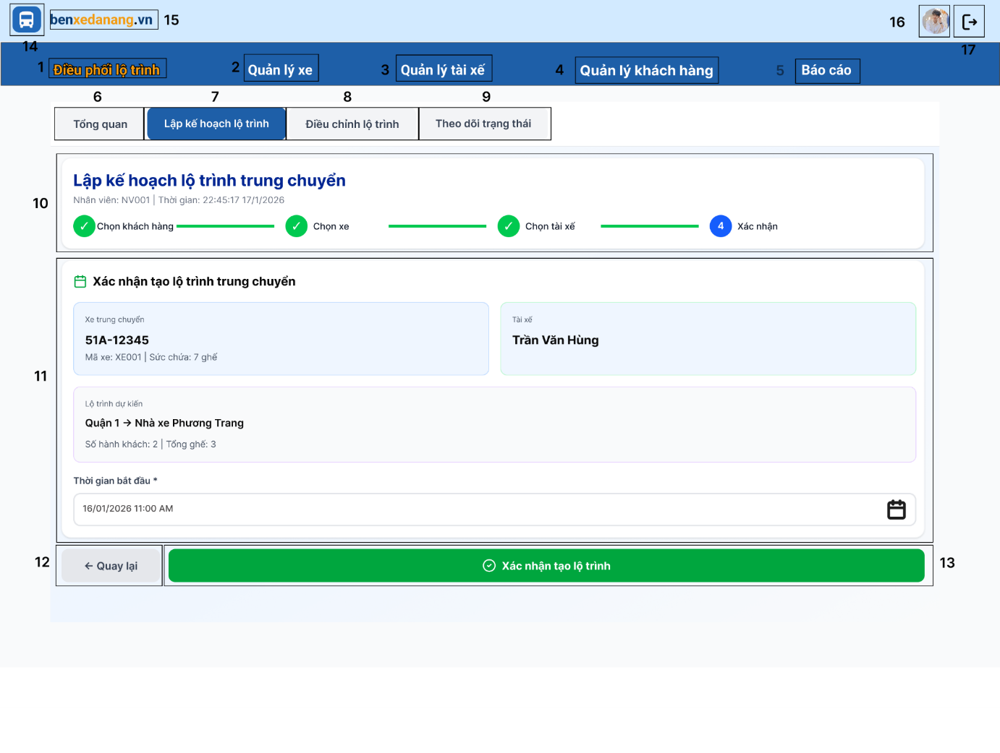 benxedanang.vn 15
16
14
17
1 Điều phối lộ trình
2 Quản lý xe
3 Quản lý tài xế
4 Quản lý khách hàng
5 Báo cáo
6 7 8 9
Tổng quan
Lập kế hoạch lộ trình
Điều chỉnh lộ trình
Theo dõi trạng thái
10
Lập kế hoạch lộ trình trung chuyển
Nhân viên: NV001 | Thời gian: 22:45:17 17/1/2026
✓ Chọn khách hàng
✓ Chọn xe
✓ Chọn tài xế
4 Xác nhận
11
Xác nhận tạo lộ trình trung chuyển
Xe trung chuyển
51A-12345
Mã xe: XE001 | Sức chứa: 7 ghế
Tài xế
Trần Văn Hùng
Lộ trình dự kiến
Quận 1 → Nhà xe Phương Trang
Số hành khách: 2 | Tổng ghế: 3
Thời gian bắt đầu *
16/01/2026 11:00 AM
12
← Quay lại
Xác nhận tạo lộ trình
13